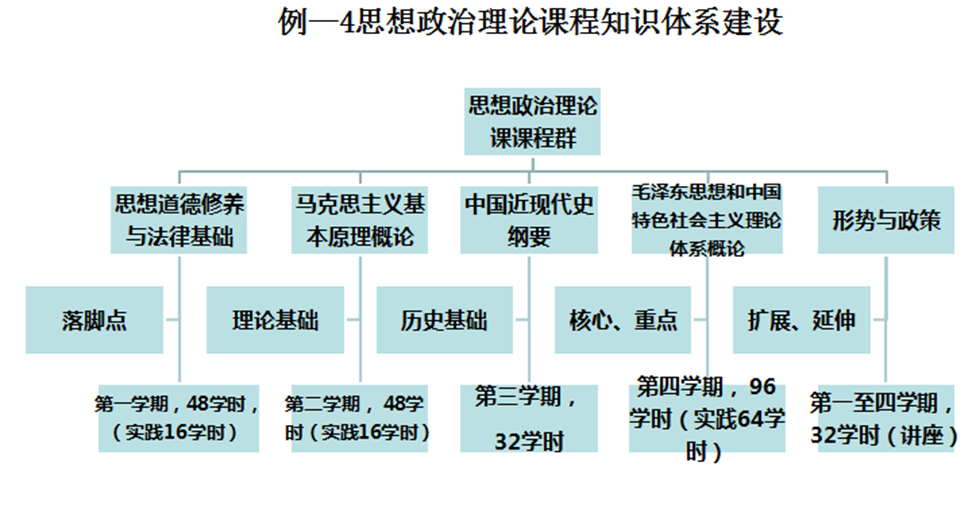 例—4思想政治理论课程知识体系建设
思想政治理论
课课程群
思想道德修养
与法律基础
马克思主义基
本原理概论
中国近现代史
纲要
毛泽东思想和中国
特色社会主义理论
体系概论
形势与政策
落脚点
理论基础
历史基础
核心、重点
扩展、延伸
第一学期，48学时，
（实践16学时）
第二学期， 48学
时（实践16学时）
第三学期，
32学时
第四学期， 96
学时（实践64学
时）
第一至四学期，
32学时（讲座）